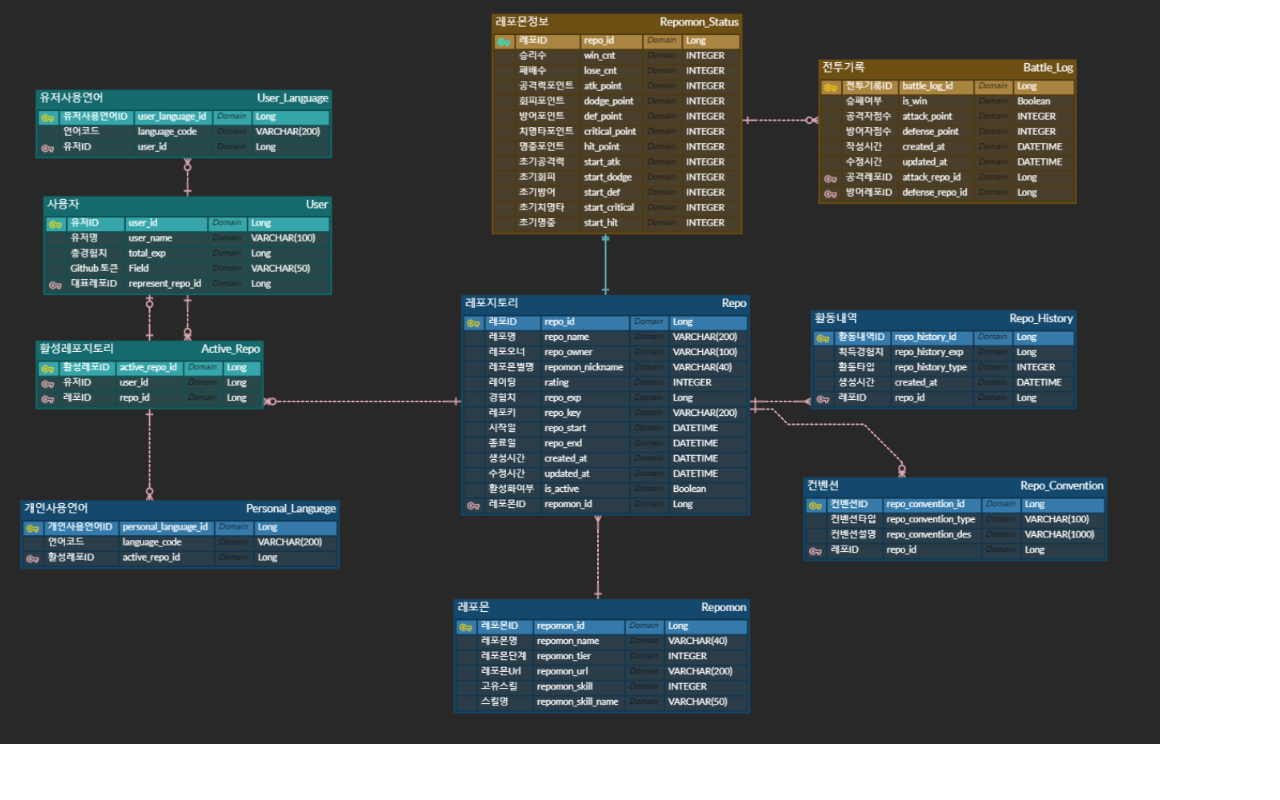 레포몬정보 Repomon_Status
레포ID repo_id Domain Long
승리수 win_cnt Domain INTEGER
패배수 lose_cnt Domain INTEGER
공격력포인트 atk_point Domain INTEGER
회피포인트 dodge_point Domain INTEGER
방어포인트 def_point Domain INTEGER
치명타포인트 critical_point Domain INTEGER
명중포인트 hit_point Domain INTEGER
초기공격력 start_atk Domain INTEGER
초기회피 start_dodge Domain INTEGER
초기방어 start_def Domain INTEGER
초기치명타 start_critical Domain INTEGER
초기명중 start_hit Domain INTEGER
전투기록 Battle_Log
전투기록ID battle_log_id Domain Long
승패여부 is_win Domain Boolean
공격자점수 attack_point Domain INTEGER
방어자점수 defense_point Domain INTEGER
작성시간 created_at Domain DATETIME
수정시간 updated_at Domain DATETIME
공격레포ID attack_repo_id Domain Long
방어레포ID defense_repo_id Domain Long
유저사용언어 User_Language
유저사용언어ID user_language_id Domain Long
언어코드 language_code Domain VARCHAR(200)
유저ID user_id Domain Long
사용자 User
유저ID user_id Domain Long
유저명 user_name Domain VARCHAR(100)
총경험치 total_exp Domain Long
Github 토큰 Field Domain VARCHAR(50)
대표레포ID represent_repo_id Domain Long
활성레포지토리 Active_Repo
활성레포ID active_repo_id Domain Long
유저ID user_id Domain Long
레포ID repo_id Domain Long
개인사용언어 Personal_Languege
개인사용언어ID personal_language_id Domain Long
언어코드 language_code Domain VARCHAR(200)
활성레포ID active_repo_id Domain Long
레포지토리 Repo
레포ID repo_id Domain Long
레포명 repo_name Domain VARCHAR(200)
레포오너 repo_owner Domain VARCHAR(100)
레포몬별명 repomon_nickname Domain VARCHAR(40)
레이팅 rating Domain INTEGER
경험치 repo_exp Domain Long
레포키 repo_key Domain VARCHAR(200)
시작일 repo_start Domain DATETIME
종료일 repo_end Domain DATETIME
생성시간 created_at Domain DATETIME
수정시간 updated_at Domain DATETIME
활성화여부 is_active Domain Boolean
레포몬ID repomon_id Domain Long
활동내역 Repo_History
활동내역ID repo_history_id Domain Long
획득경험치 repo_history_exp Domain Long
활동타입 repo_history_type Domain INTEGER
생성시간 created_at Domain DATETIME
레포ID repo_id Domain Long
컨벤션 Repo_Convention
컨벤션ID repo_convention_id Domain Long
컨벤션타입 repo_convention_type Domain VARCHAR(100)
컨벤션설명 repo_convention_des Domain VARCHAR(1000)
레포ID repo_id Domain Long
레포몬 Repomon
레포몬ID repomon_id Domain Long
레포몬명 repomon_name Domain VARCHAR(40)
레포몬단계 repomon_tier Domain INTEGER
레포몬Url repomon_url Domain VARCHAR(200)
고유스킬 repomon_skill Domain INTEGER
스킬명 repomon_skill_name Domain VARCHAR(50)